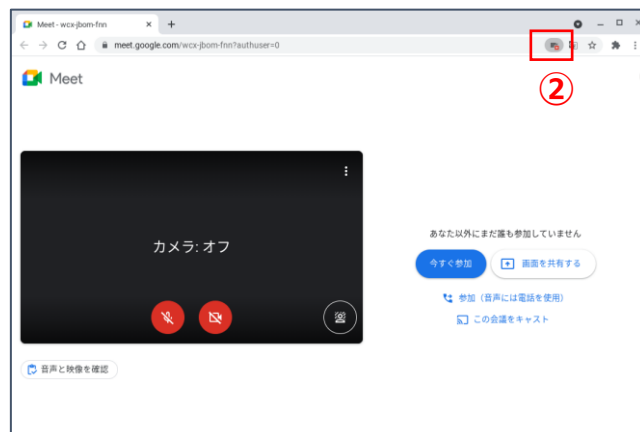 Meet - wcx-jbom-fnn
meet.google.com/wcx-jbom-fnn?authuser=0
②
Meet
カメラ: オフ
あなた以外にまだ誰も参加していません
今すぐ参加
画面を共有する
参加（音声には電話を使用）
この会議をキャスト
音声と映像を確認